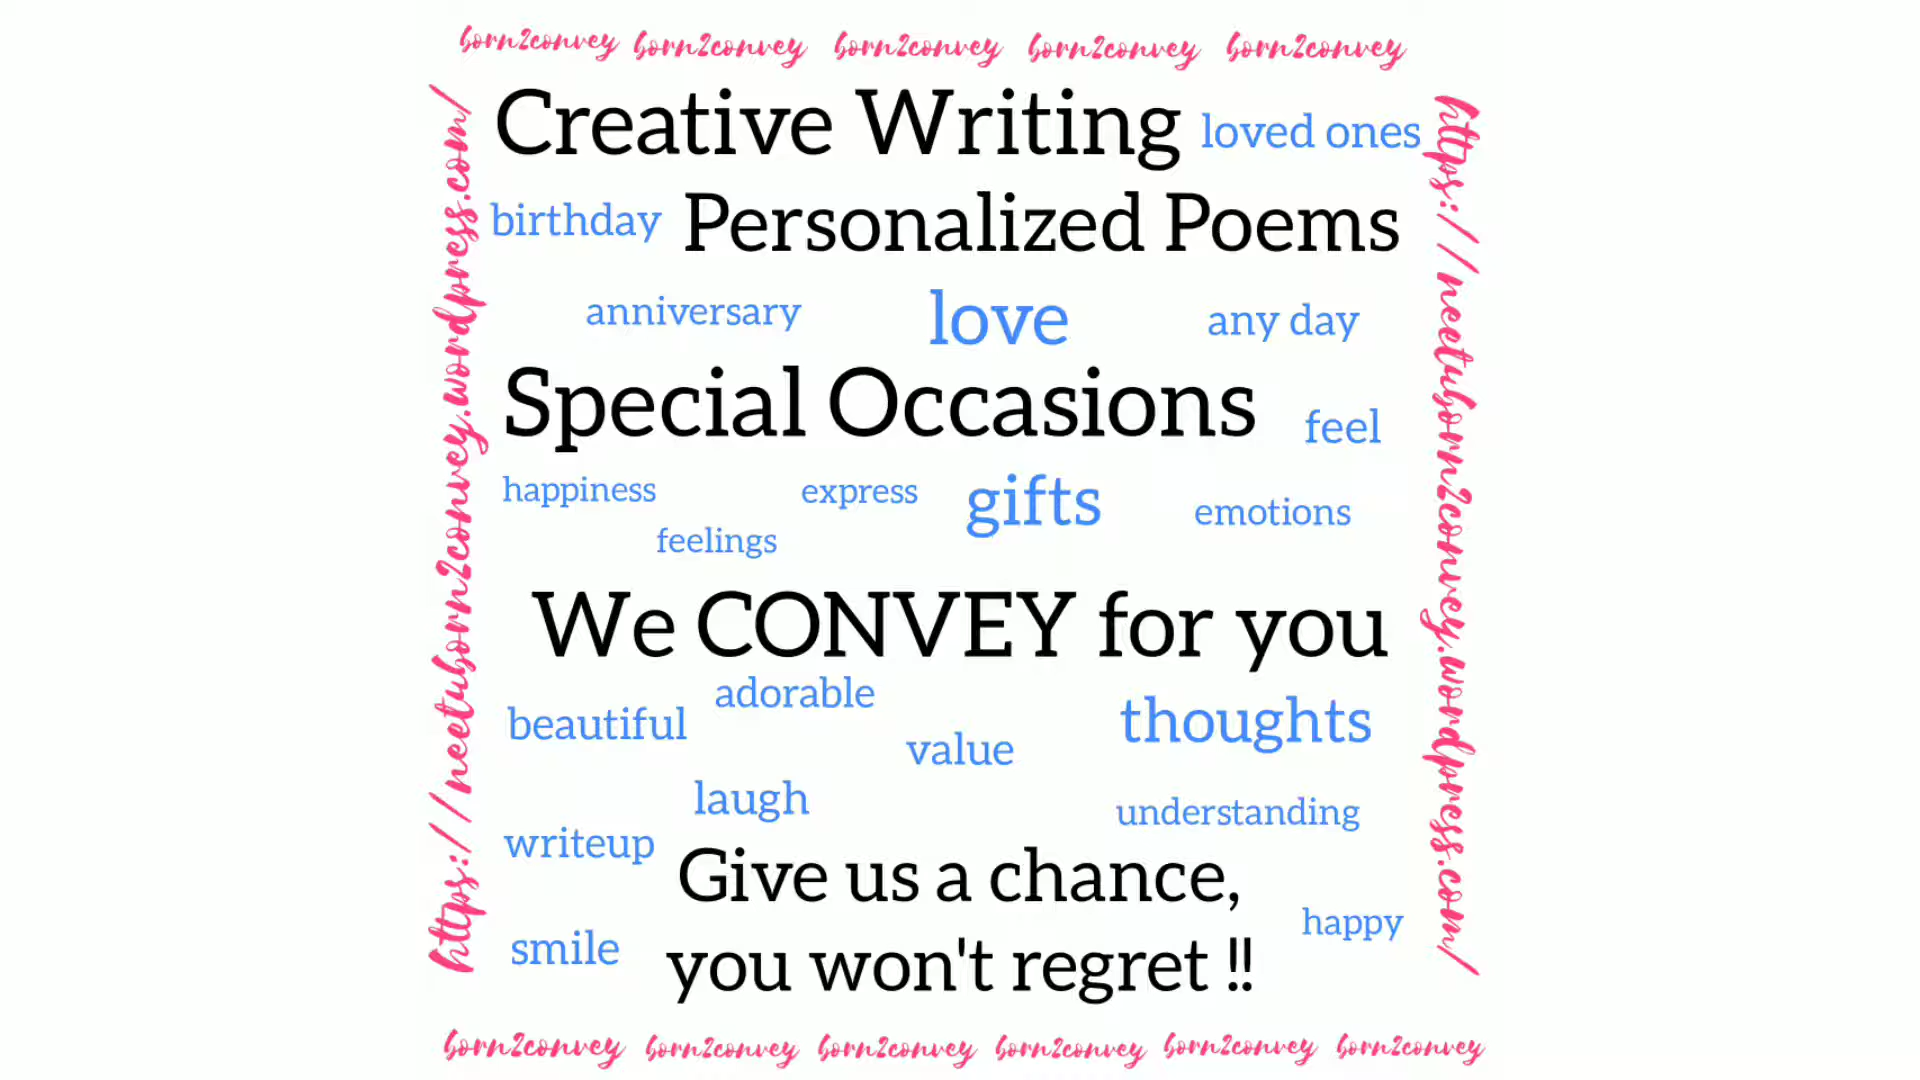 born2convey born2convey born2convey born2convey born2convey
https://neetuborn2convey.wordpress.com/
https://neetuborn2convey.wordpress.com/
Creative Writing loved ones
birthday Personalized Poems
anniversary love any day
Special Occasions feel
happiness express gifts emotions
feelings
We CONVEY for you
adorable
beautiful value thoughts
laugh understanding
writeup
Give us a chance,
happy
smile you won't regret !!
born2convey born2convey born2convey born2convey born2convey born2convey